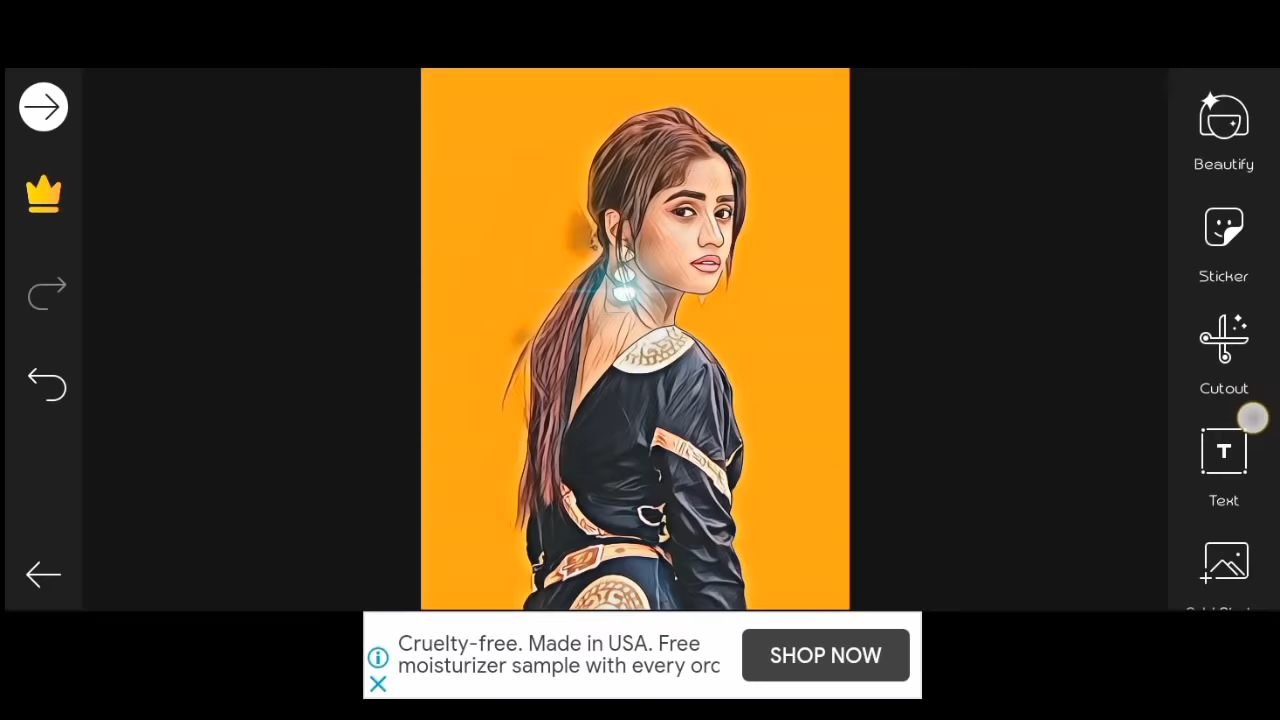 Beautify
Sticker
Cutout
T
Text
Cruelty-free. Made in USA. Free
moisturizer sample with every orc
SHOP NOW